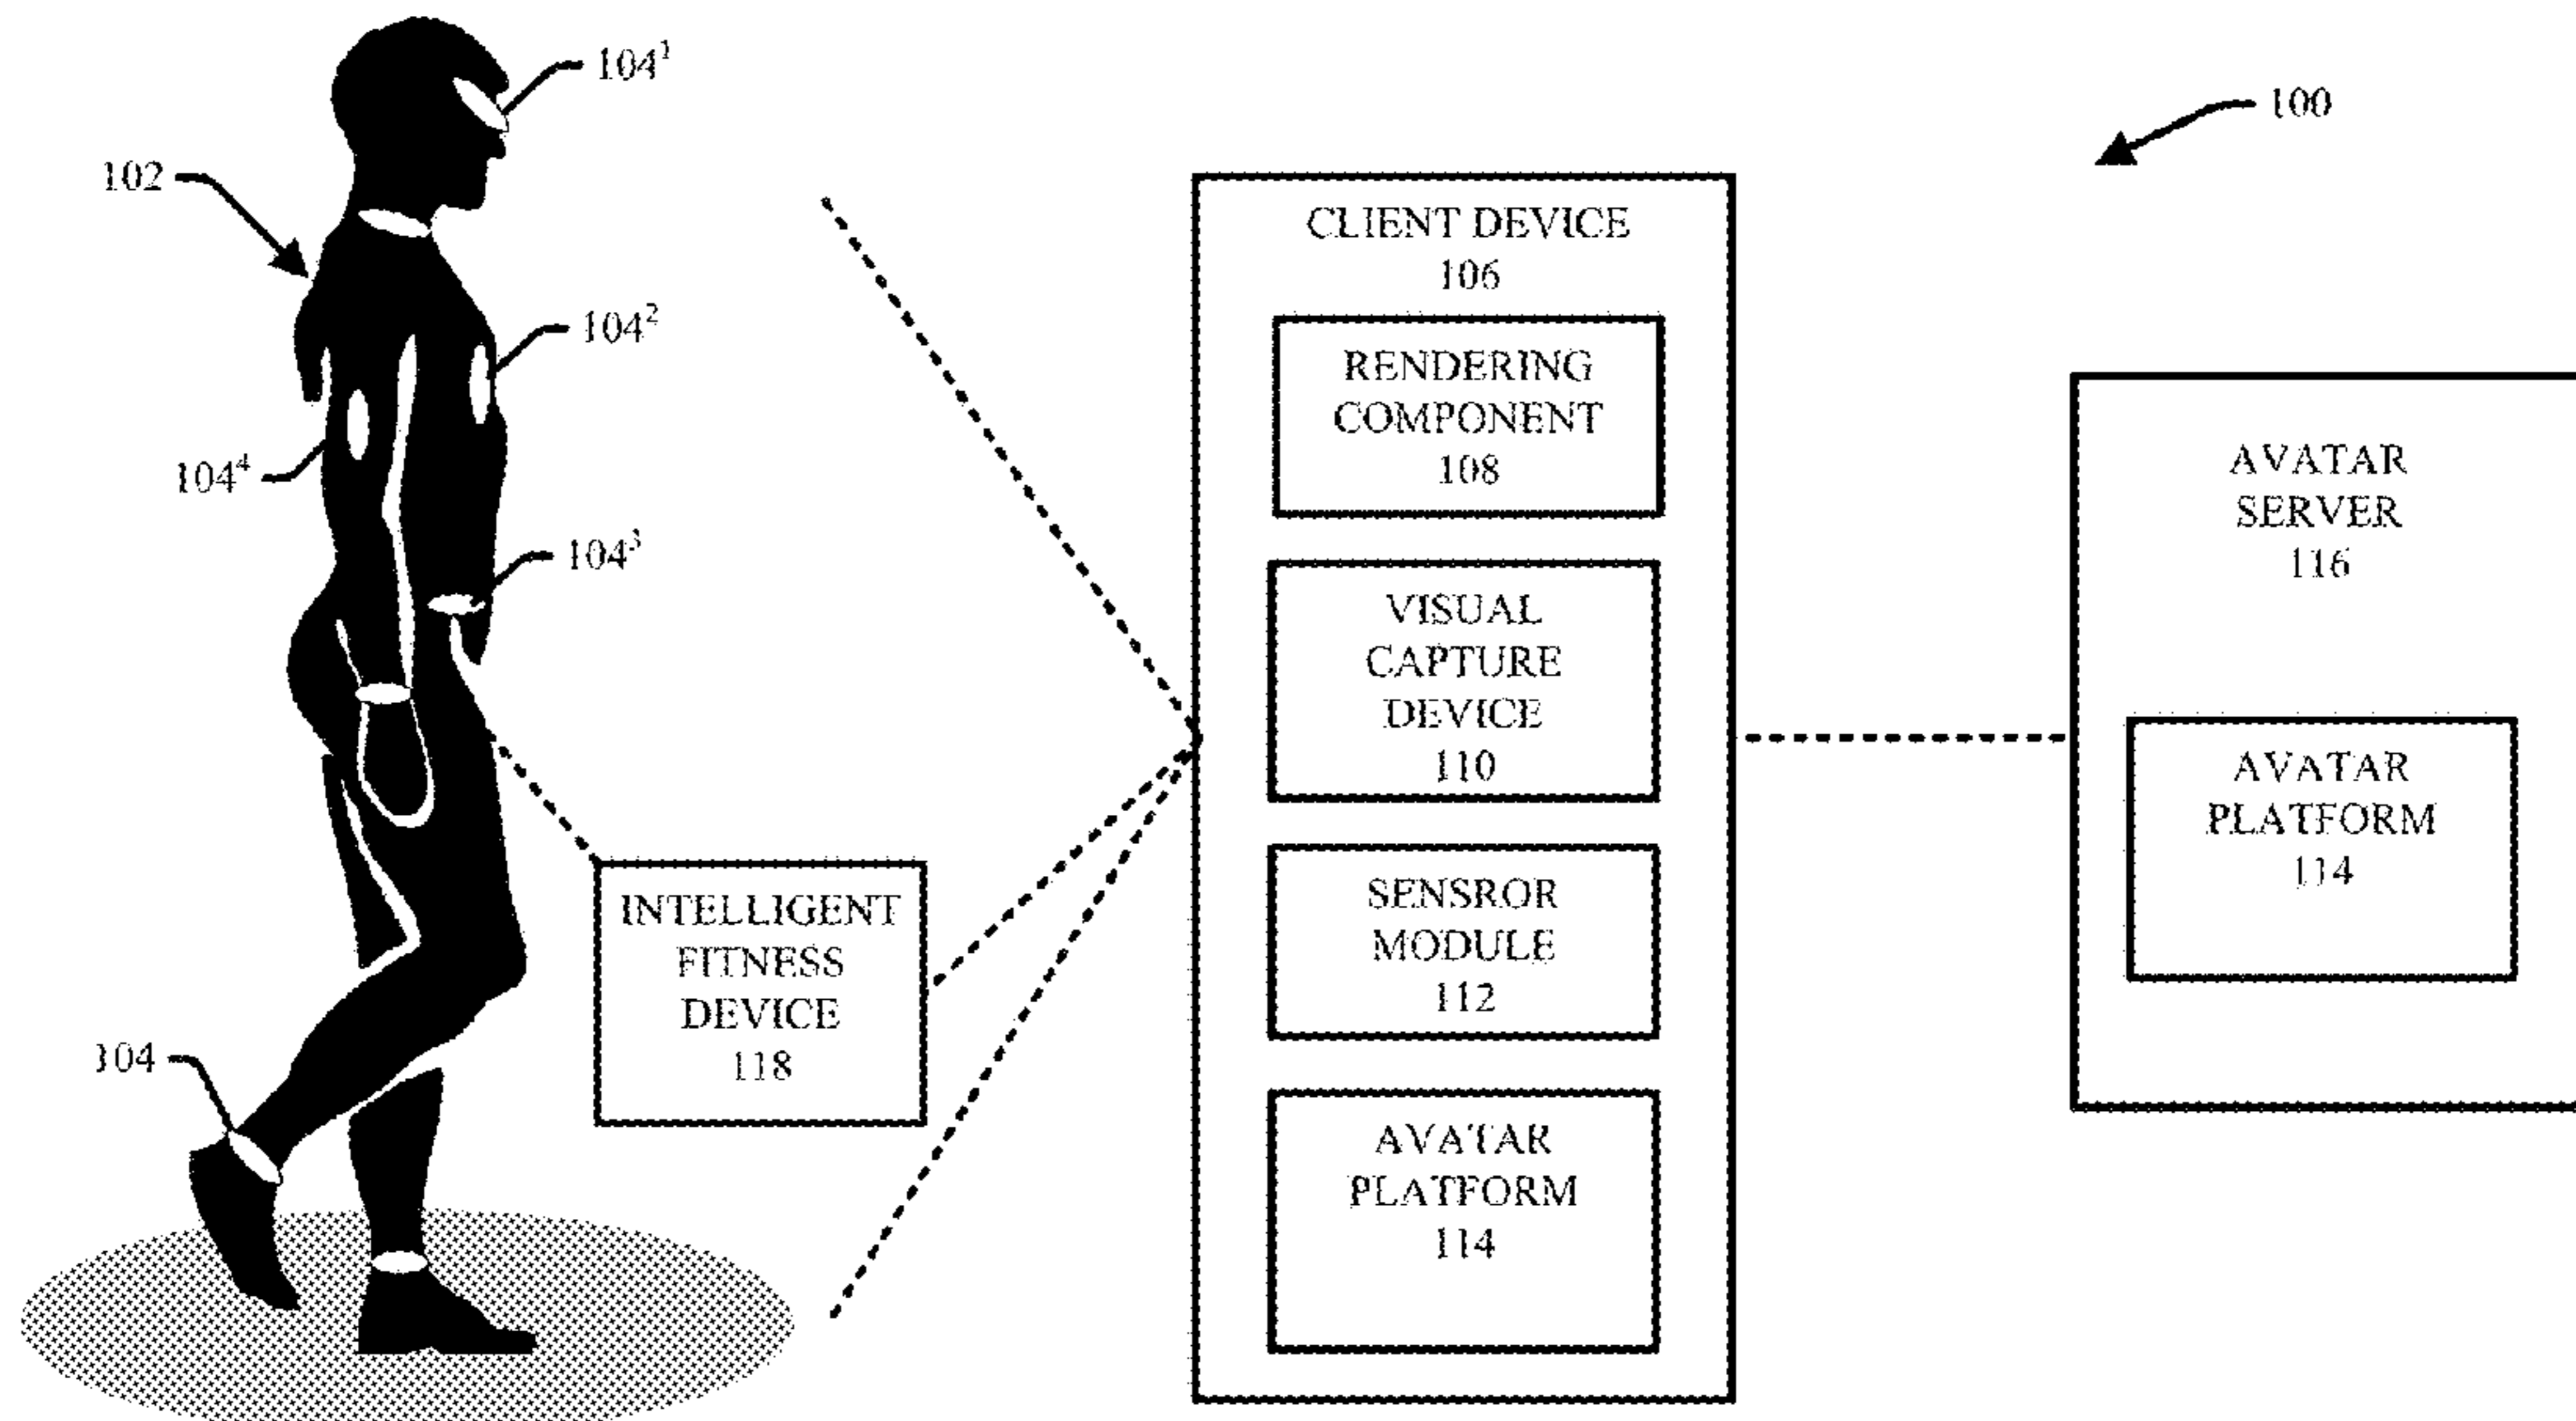 104¹
100
102
CLIENT DEVICE
106
104²
RENDERING
COMPONENT
108
104⁴
AVATAR
SERVER
116
104³
VISUAL
CAPTURE
DEVICE
110
AVATAR
PLATFORM
114
INTELLIGENT
FITNESS
DEVICE
118
SENSROR
MODULE
112
104
AVATAR
PLATFORM
114